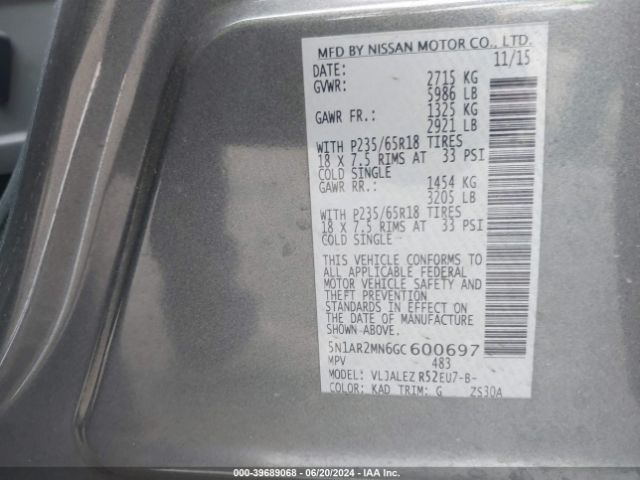 MFD BY NISSAN MOTOR CO., LTD.
DATE: 11/15
GVWR: 2715 KG
5986 LB
GAWR FR.: 1325 KG
2921 LB
WITH P235/65R18 TIRES
18 X 7.5 RIMS AT 33 PSI
COLD SINGLE
GAWR RR.: 1454 KG
3205 LB
WITH P235/65R18 TIRES
18 X 7.5 RIMS AT 33 PSI
COLD SINGLE
THIS VEHICLE CONFORMS TO
ALL APPLICABLE FEDERAL
MOTOR VEHICLE SAFETY AND
THEFT PREVENTION
STANDARDS IN EFFECT ON
THE DATE OF MANUFACTURE
SHOWN ABOVE.
5N1AR2MN6GC600697
MPV 483
MODEL: VLJALEZ R52EU7-B-
COLOR: KAD TRIM: G ZS30A
000-39689068 - 06/20/2024 - IAA Inc.